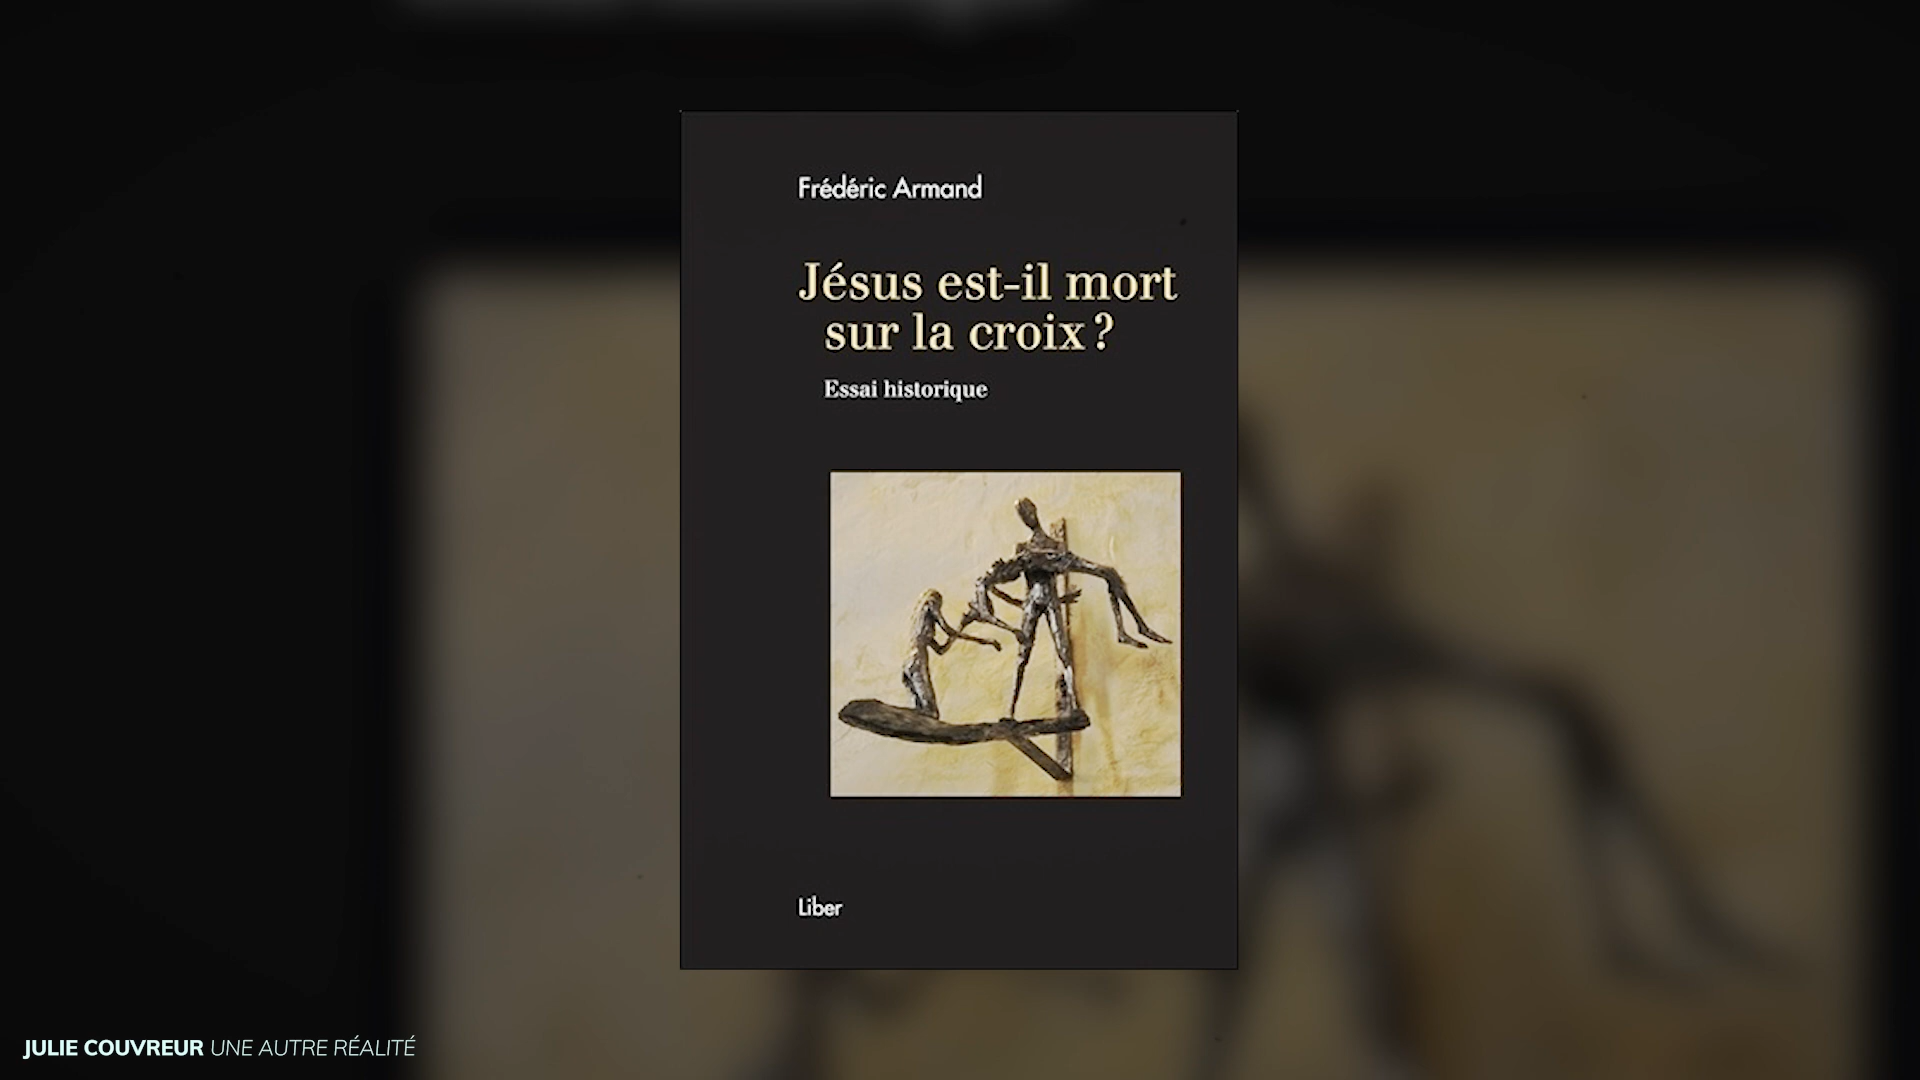 Frédéric Armand
Jésus est-il mort
sur la croix ?
Essai historique
Liber
JULIE COUVREUR UNE AUTRE RÉALITÉ